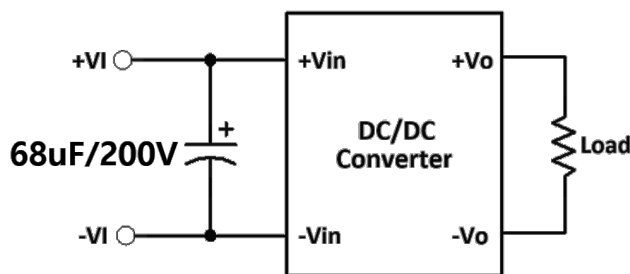 +VI
+Vin
+Vo
+
68uF/200V
DC/DC
Converter
Load
-VI
-Vin
-Vo